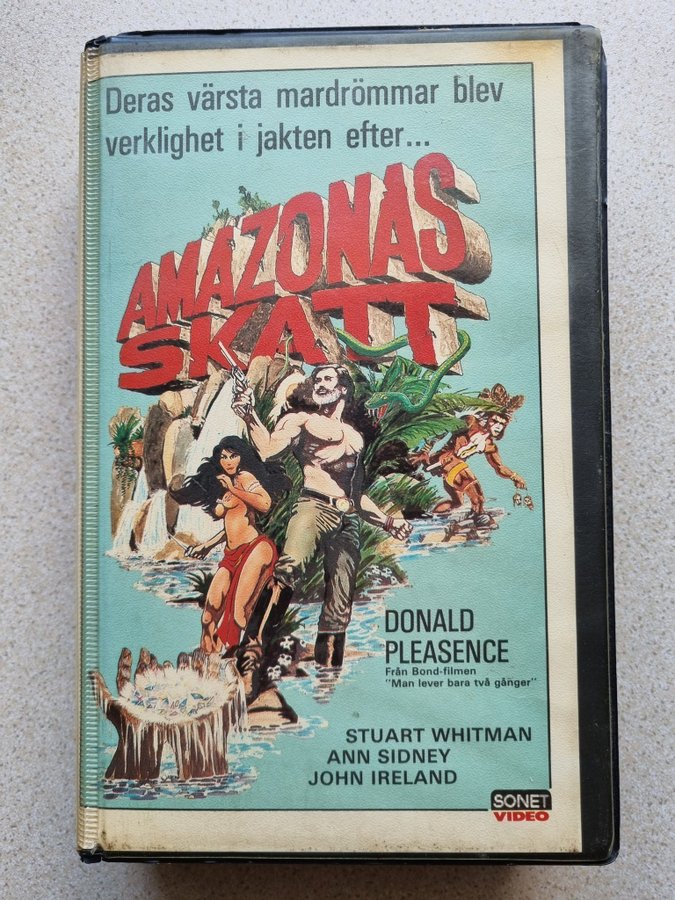 Deras värsta mardrömmar blev
verklighet i jakten efter...
AMAZONAS
SKATT
DONALD
PLEASENCE
Från Bond-filmen
"Man lever bara två gånger"
STUART WHITMAN
ANN SIDNEY
JOHN IRELAND
SONET
VIDEO